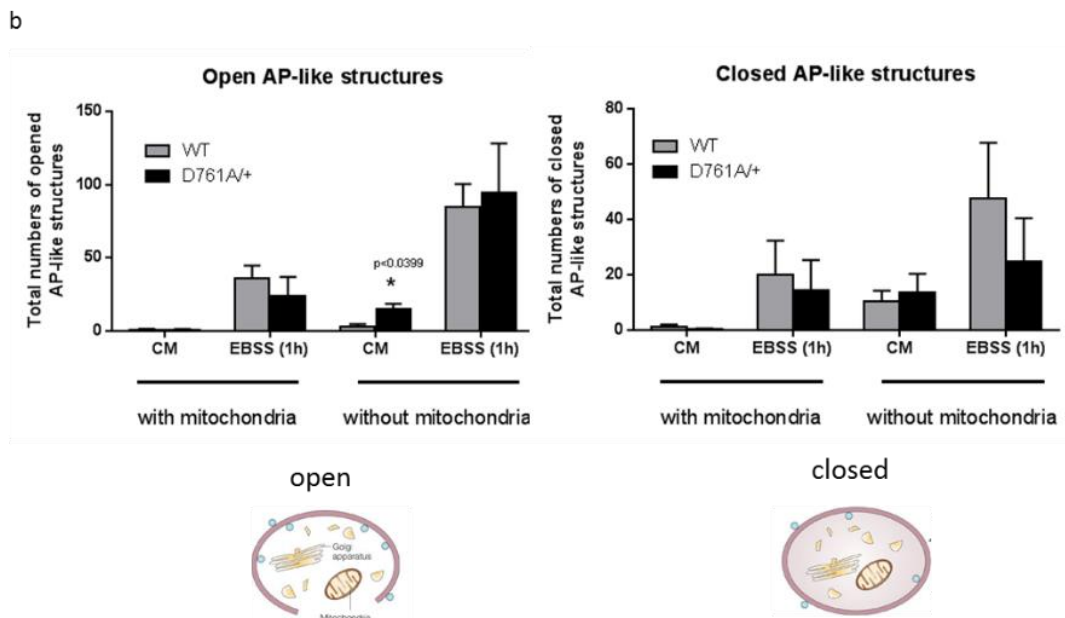 b
Open AP-like structures
Total numbers of opened
AP-like structures
150
100
50
0
WT
D761A/+
p<0.0399
*
CM EBSS (1h) CM EBSS (1h)
with mitochondria without mitochondria
Closed AP-like structures
Total numbers of closed
AP-like structures
80
60
40
20
0
WT
D761A/+
CM EBSS (1h) CM EBSS (1h)
with mitochondria without mitochondria
open
Golgi
apparatus
closed